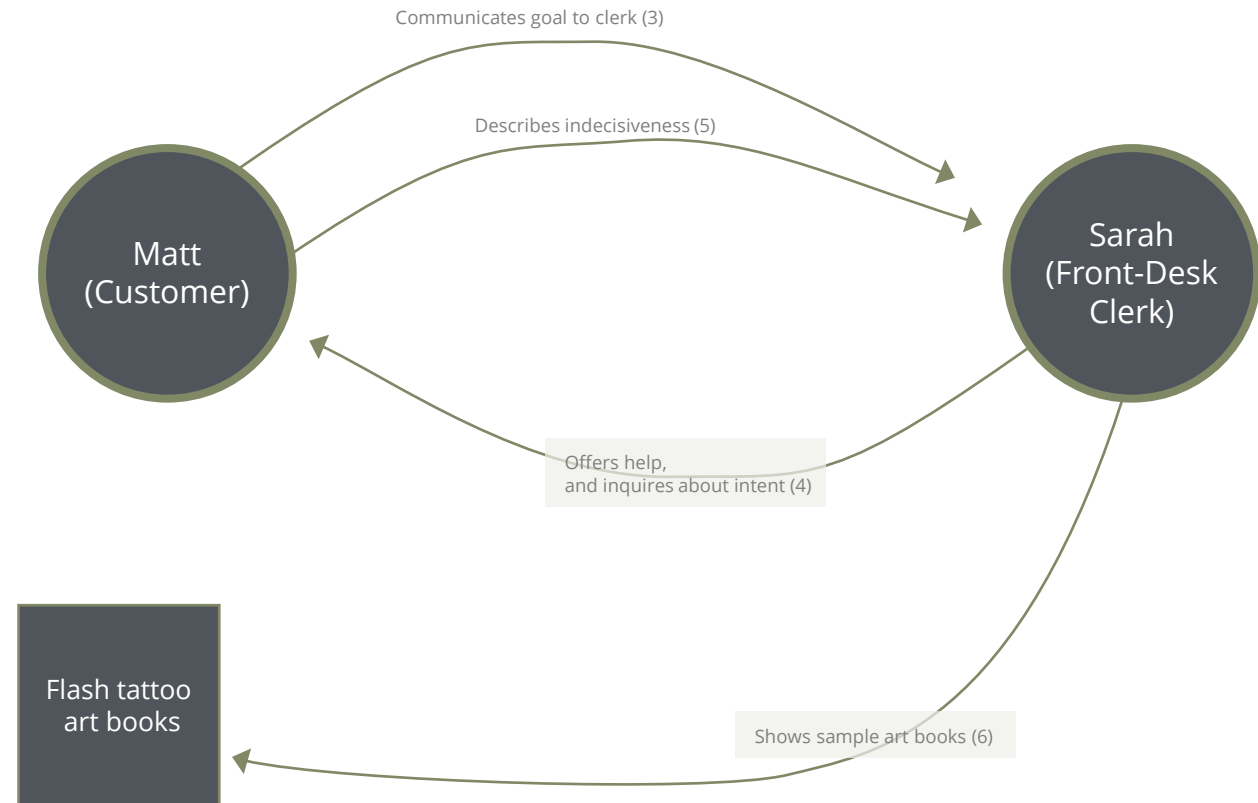 Communicates goal to clerk (3)
Describes indecisiveness (5)
Matt
(Customer)
Sarah
(Front-Desk
Clerk)
Offers help,
and inquires about intent (4)
Flash tattoo
art books
Shows sample art books (6)